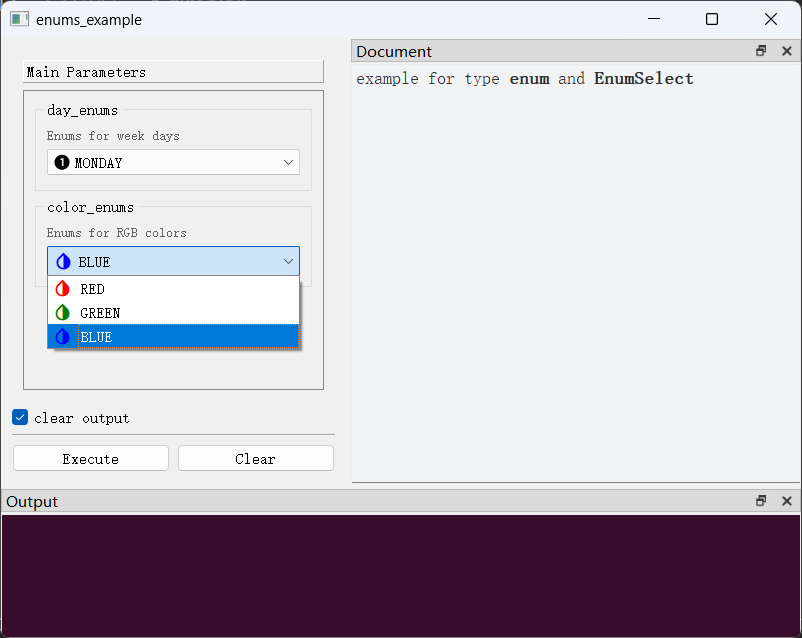 enums_example
Main Parameters
day_enums
Enums for week days
1 MONDAY
color_enums
Enums for RGB colors
BLUE
RED
GREEN
BLUE
clear output
Execute
Clear
Document
example for type enum and EnumSelect
Output